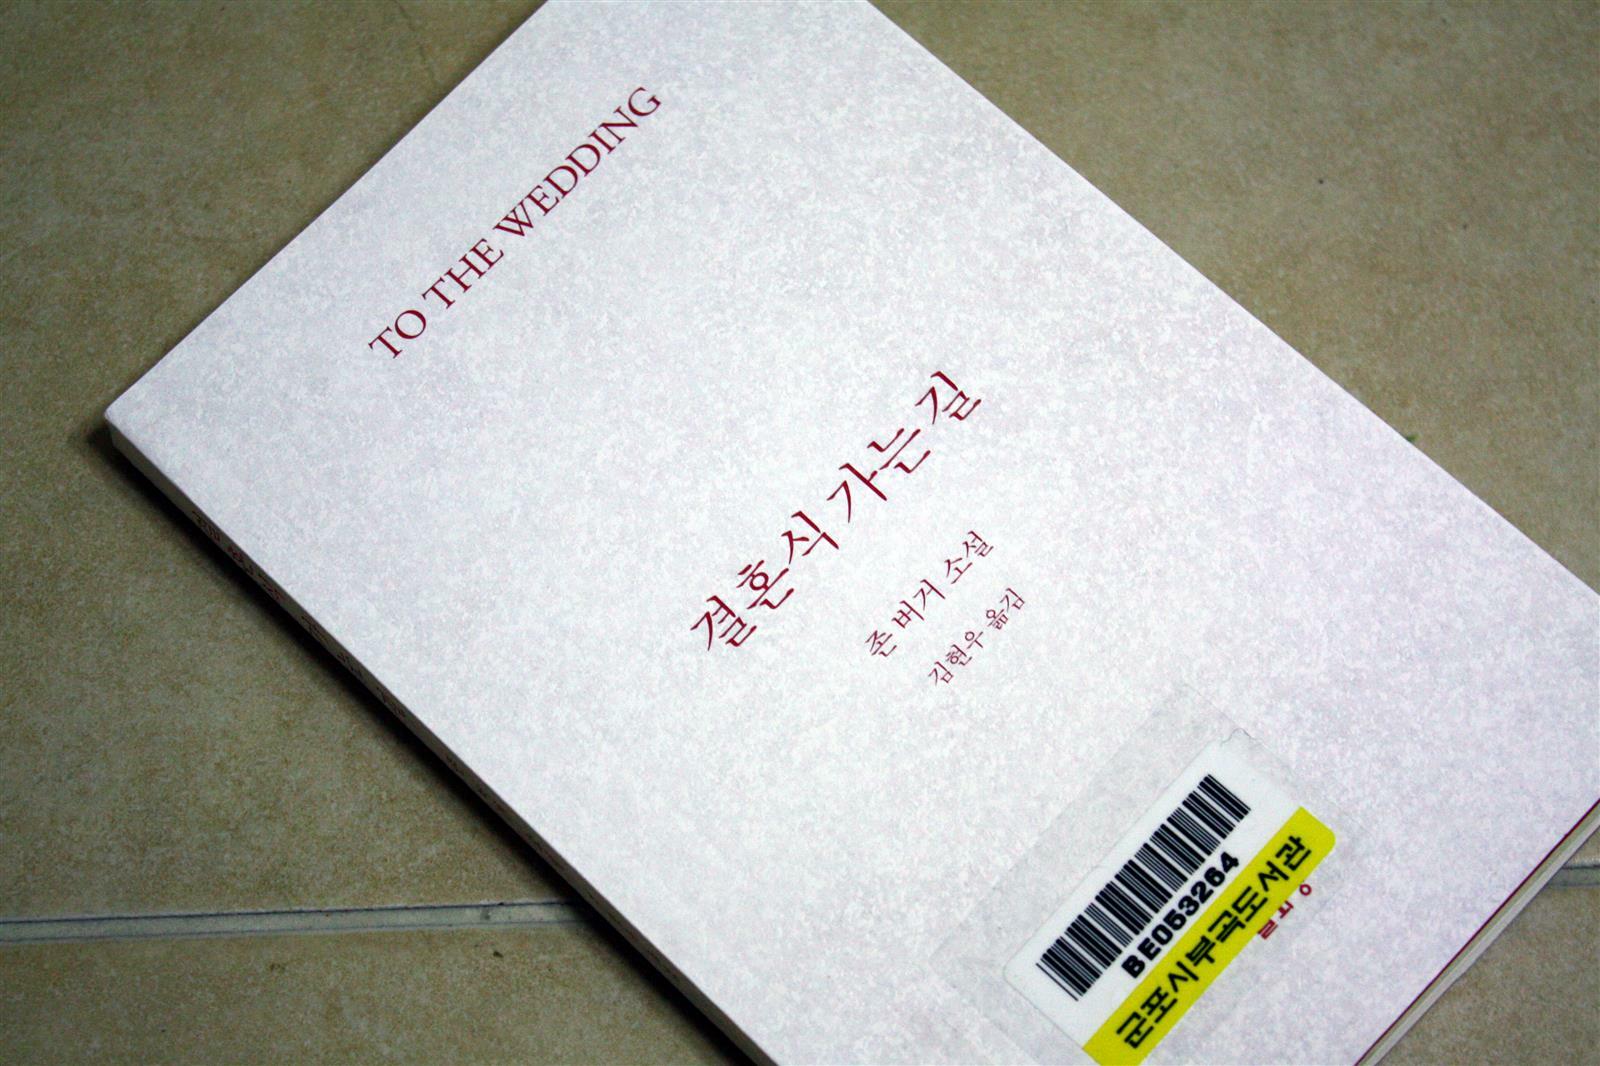 TO THE WEDDING
결혼식 가는 길
존 버거 소설
김현우 옮김
BE053264
군포시부곡도서관